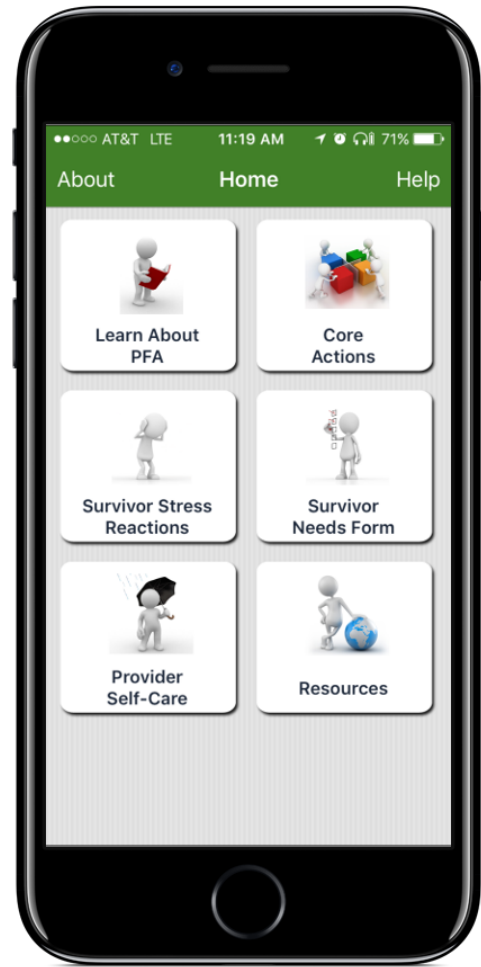 AT&T LTE 11:19 AM 71%
About Home Help
Learn About
PFA
Core
Actions
Survivor Stress
Reactions
Survivor
Needs Form
Provider
Self-Care
Resources